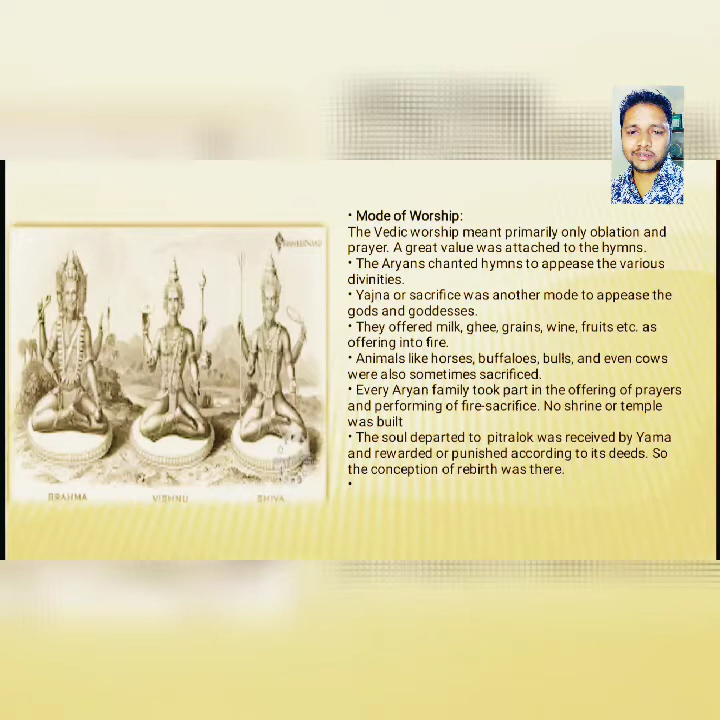 • Mode of Worship:
The Vedic worship meant primarily only oblation and
prayer. A great value was attached to the hymns.
• The Aryans chanted hymns to appease the various
divinities.
• Yajna or sacrifice was another mode to appease the
gods and goddesses.
• They offered milk, ghee, grains, wine, fruits etc. as
offering into fire.
• Animals like horses, buffaloes, bulls, and even cows
were also sometimes sacrificed.
• Every Aryan family took part in the offering of prayers
and performing of fire-sacrifice. No shrine or temple
was built
• The soul departed to pitralok was received by Yama
and rewarded or punished according to its deeds. So
the conception of rebirth was there.
•
BRAHMA VISHNU SHIVA